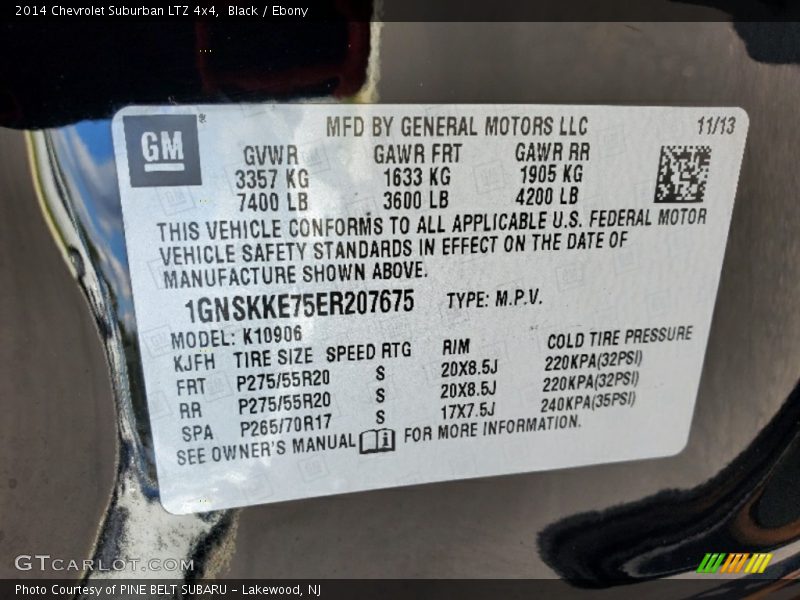 2014 Chevrolet Suburban LTZ 4x4, Black / Ebony
GM
®
MFD BY GENERAL MOTORS LLC 11/13
GVWR GAWR FRT GAWR RR
3357 KG 1633 KG 1905 KG
7400 LB 3600 LB 4200 LB
THIS VEHICLE CONFORMS TO ALL APPLICABLE U.S. FEDERAL MOTOR
VEHICLE SAFETY STANDARDS IN EFFECT ON THE DATE OF
MANUFACTURE SHOWN ABOVE.
1GNSKKE75ER207675 TYPE: M.P.V.
MODEL: K10906
KJFH TIRE SIZE SPEED RTG RIM COLD TIRE PRESSURE
FRT P275/55R20 S 20X8.5J 220KPA(32PSI)
RR P275/55R20 S 20X8.5J 220KPA(32PSI)
SPA P265/70R17 S 17X7.5J 240KPA(35PSI)
SEE OWNER'S MANUAL FOR MORE INFORMATION.
GTCARLOT.COM
Photo Courtesy of PINE BELT SUBARU - Lakewood, NJ